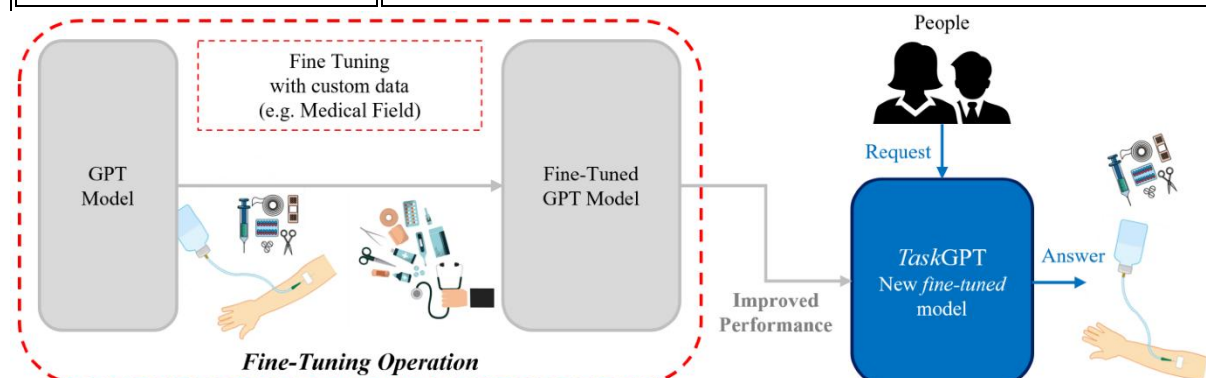 People
Fine Tuning
with custom data
(e.g. Medical Field)
GPT
Model
Fine-Tuned
GPT Model
Request
TaskGPT
New fine-tuned
model
Answer
Improved
Performance
Fine-Tuning Operation